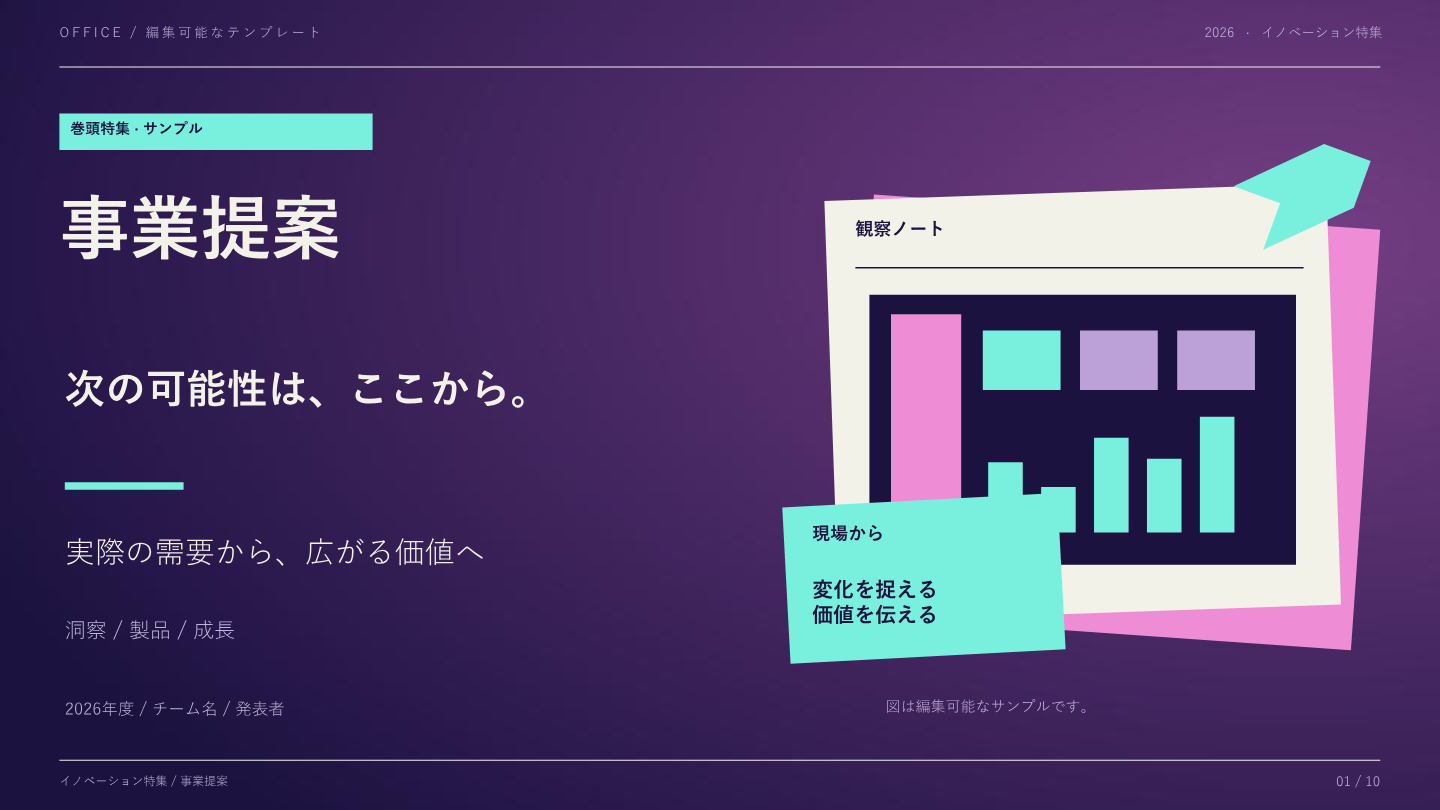 OFFICE / 編集可能なテンプレート
2026 · イノベーション特集
巻頭特集 · サンプル
事業提案
次の可能性は、ここから。
実際の需要から、広がる価値へ
洞察 / 製品 / 成長
2026年度 / チーム名 / 発表者
観察ノート
現場から
変化を捉える
価値を伝える
図は編集可能なサンプルです。
イノベーション特集 / 事業提案
01 / 10